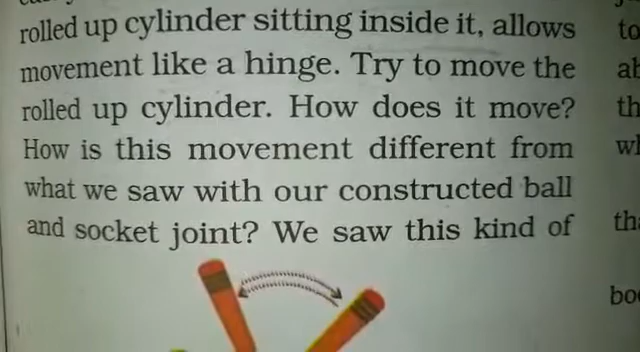 rolled up cylinder sitting inside it, allows
movement like a hinge. Try to move the
rolled up cylinder. How does it move?
How is this movement different from
what we saw with our constructed ball
and socket joint? We saw this kind of
to